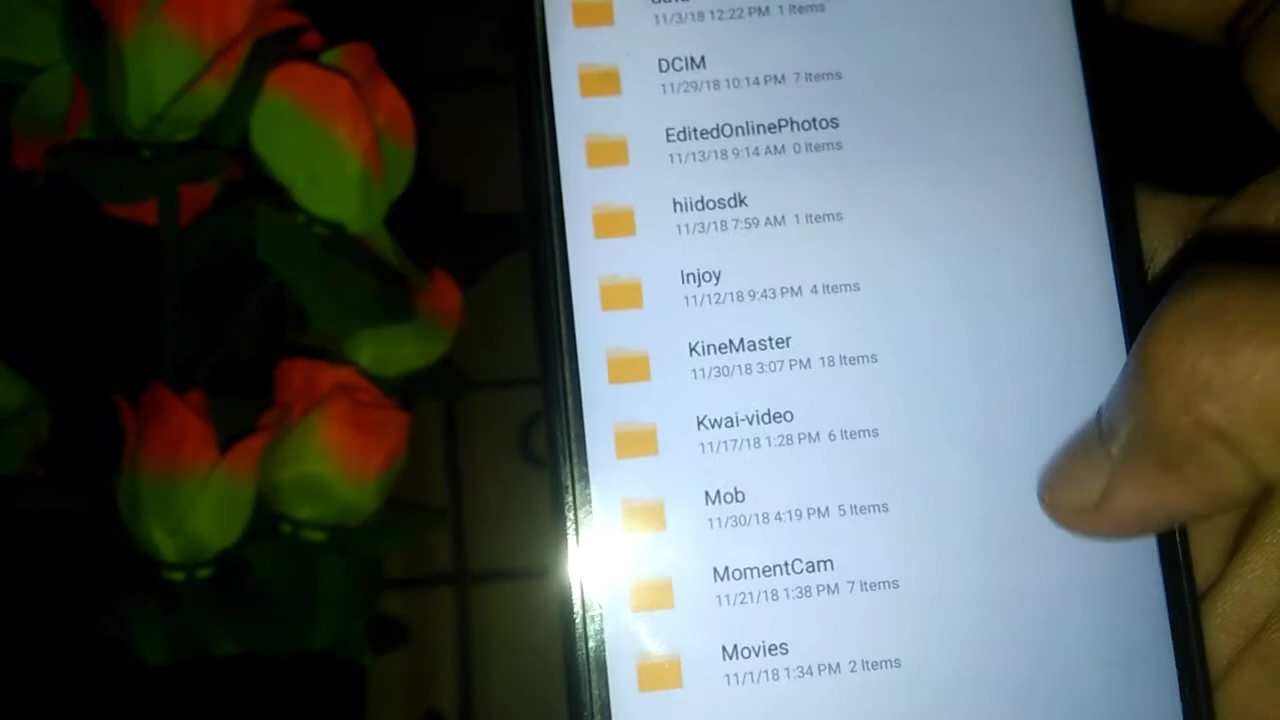 11/3/18 12:22 PM 1 Items
DCIM
11/29/18 10:14 PM 7 Items
EditedOnlinePhotos
11/13/18 9:14 AM 0 Items
hiidosdk
11/3/18 7:59 AM 1 Items
Injoy
11/12/18 9:43 PM 4 Items
KineMaster
11/30/18 3:07 PM 18 Items
Kwai-video
11/17/18 1:28 PM 6 Items
Mob
11/30/18 4:19 PM 5 Items
MomentCam
11/21/18 1:38 PM 7 Items
Movies
11/1/18 1:34 PM 2 Items